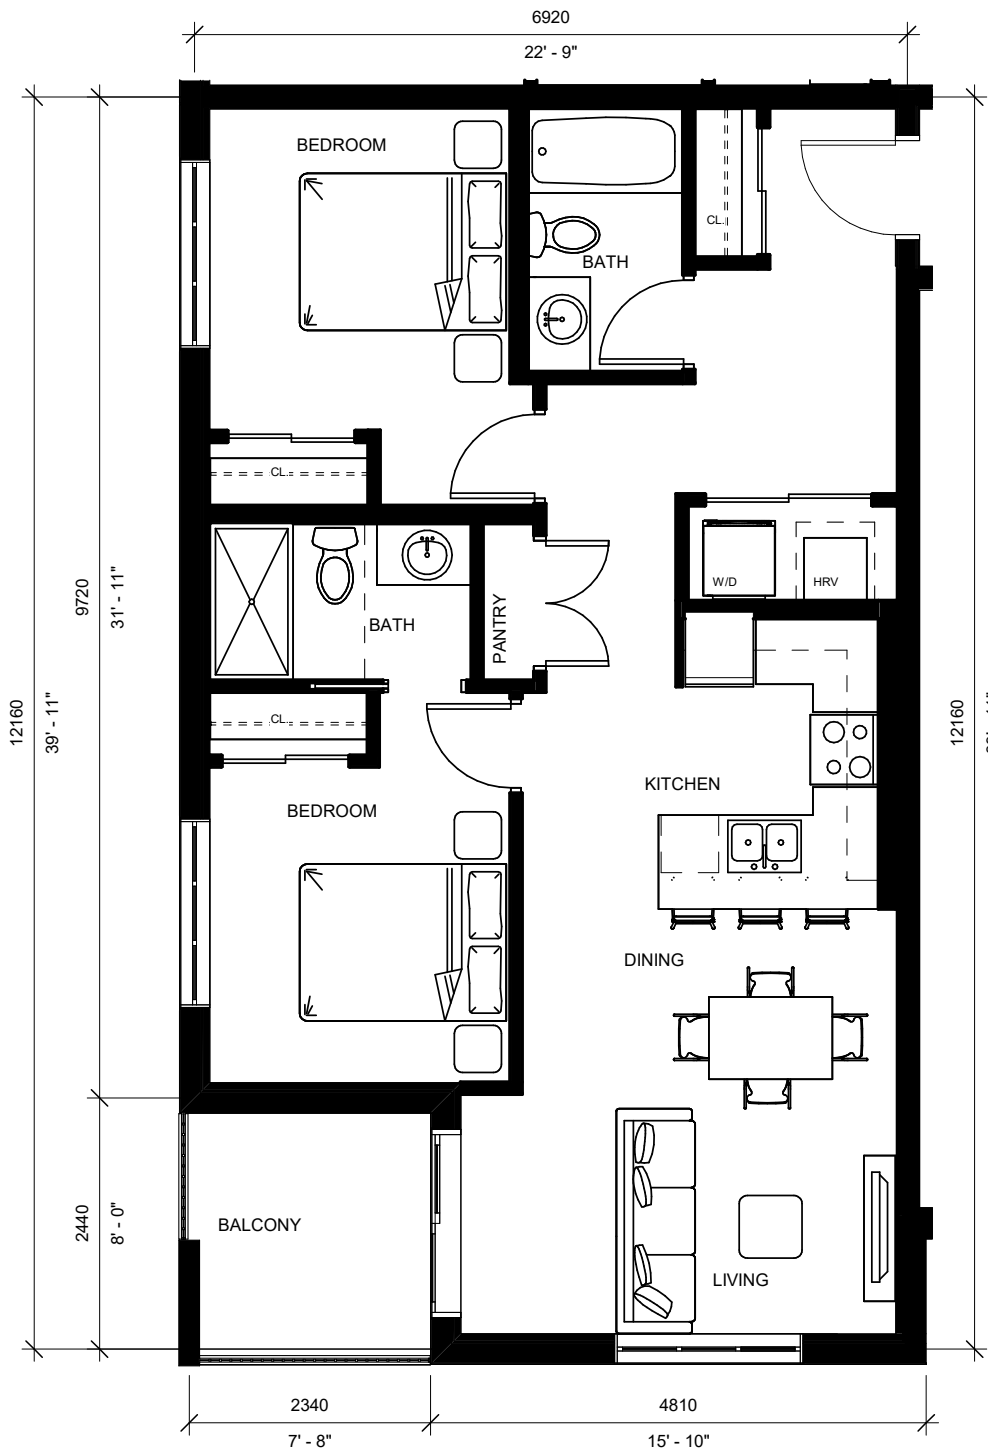 6920
22' - 9"
BEDROOM
CL.
BATH
CL.
W/D
HRV
9720
31' - 11"
BATH
PANTRY
12160
39' - 11"
CL.
12160
KITCHEN
BEDROOM
DINING
2440
8' - 0"
BALCONY
LIVING
2340
7' - 8"
4810
15' - 10"